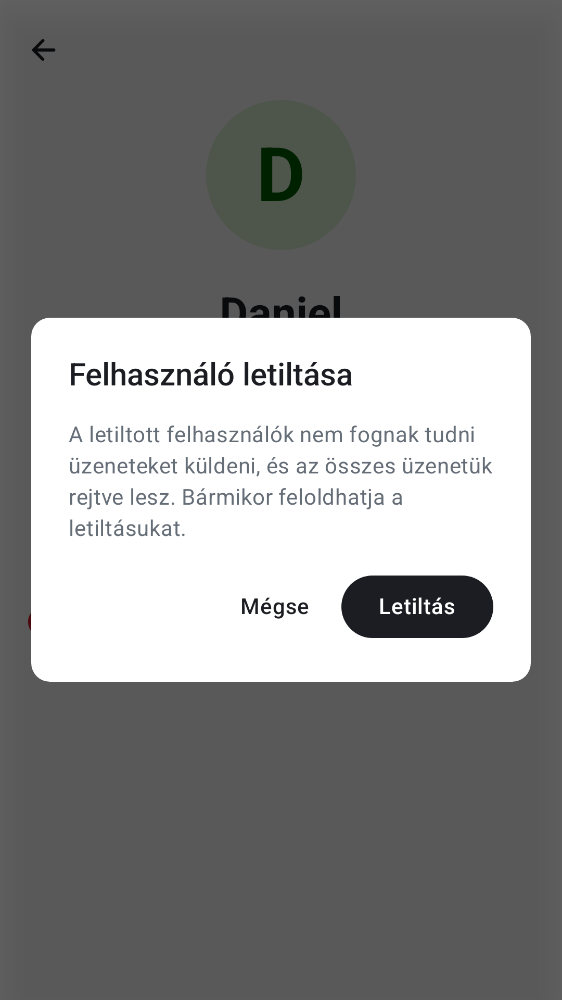 D
Daniel
Felhasználó letiltása
A letiltott felhasználók nem fognak tudni
üzeneteket küldeni, és az összes üzenetük
rejtve lesz. Bármikor feloldhatja a
letiltásukat.
Mégse
Letiltás